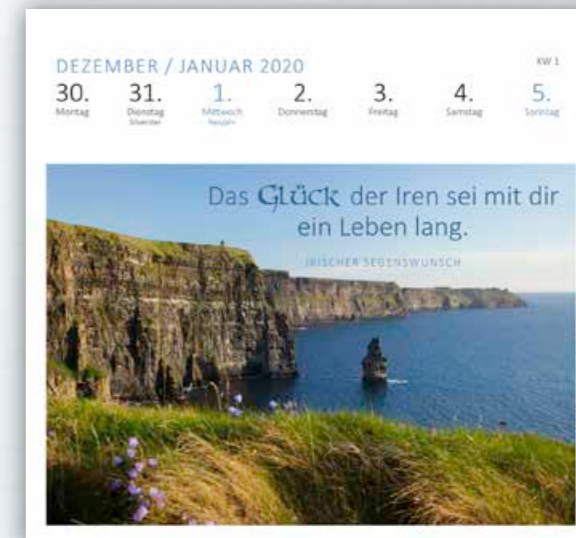 DEZEMBER / JANUAR 2020
KW 1
30. 31. 1. 2. 3. 4. 5.
Montag Dienstag Mittwoch Donnerstag Freitag Samstag Sonntag
Silvester Neujahr
Das Glück der Iren sei mit dir
ein Leben lang.
IRISCHER SEGENSWUNSCH